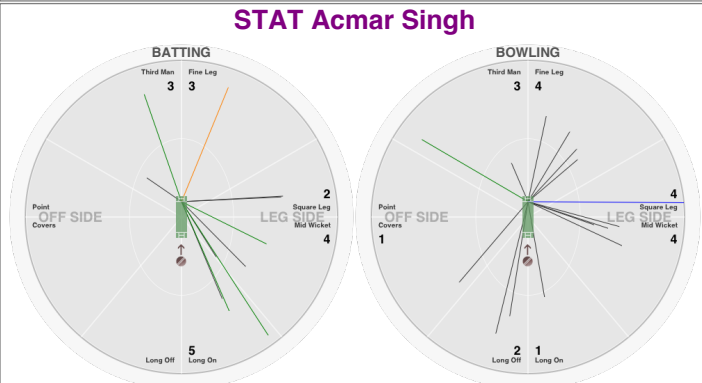 STAT Acmar Singh
BATTING
Third Man Fine Leg
3 3
2
Point Square Leg
OFF SIDE LEG SIDE
Covers Mid Wicket
4
5
Long Off Long On
BOWLING
Third Man Fine Leg
3 4
4
Point Square Leg
OFF SIDE LEG SIDE
Covers Mid Wicket
1 4
2 1
Long Off Long On